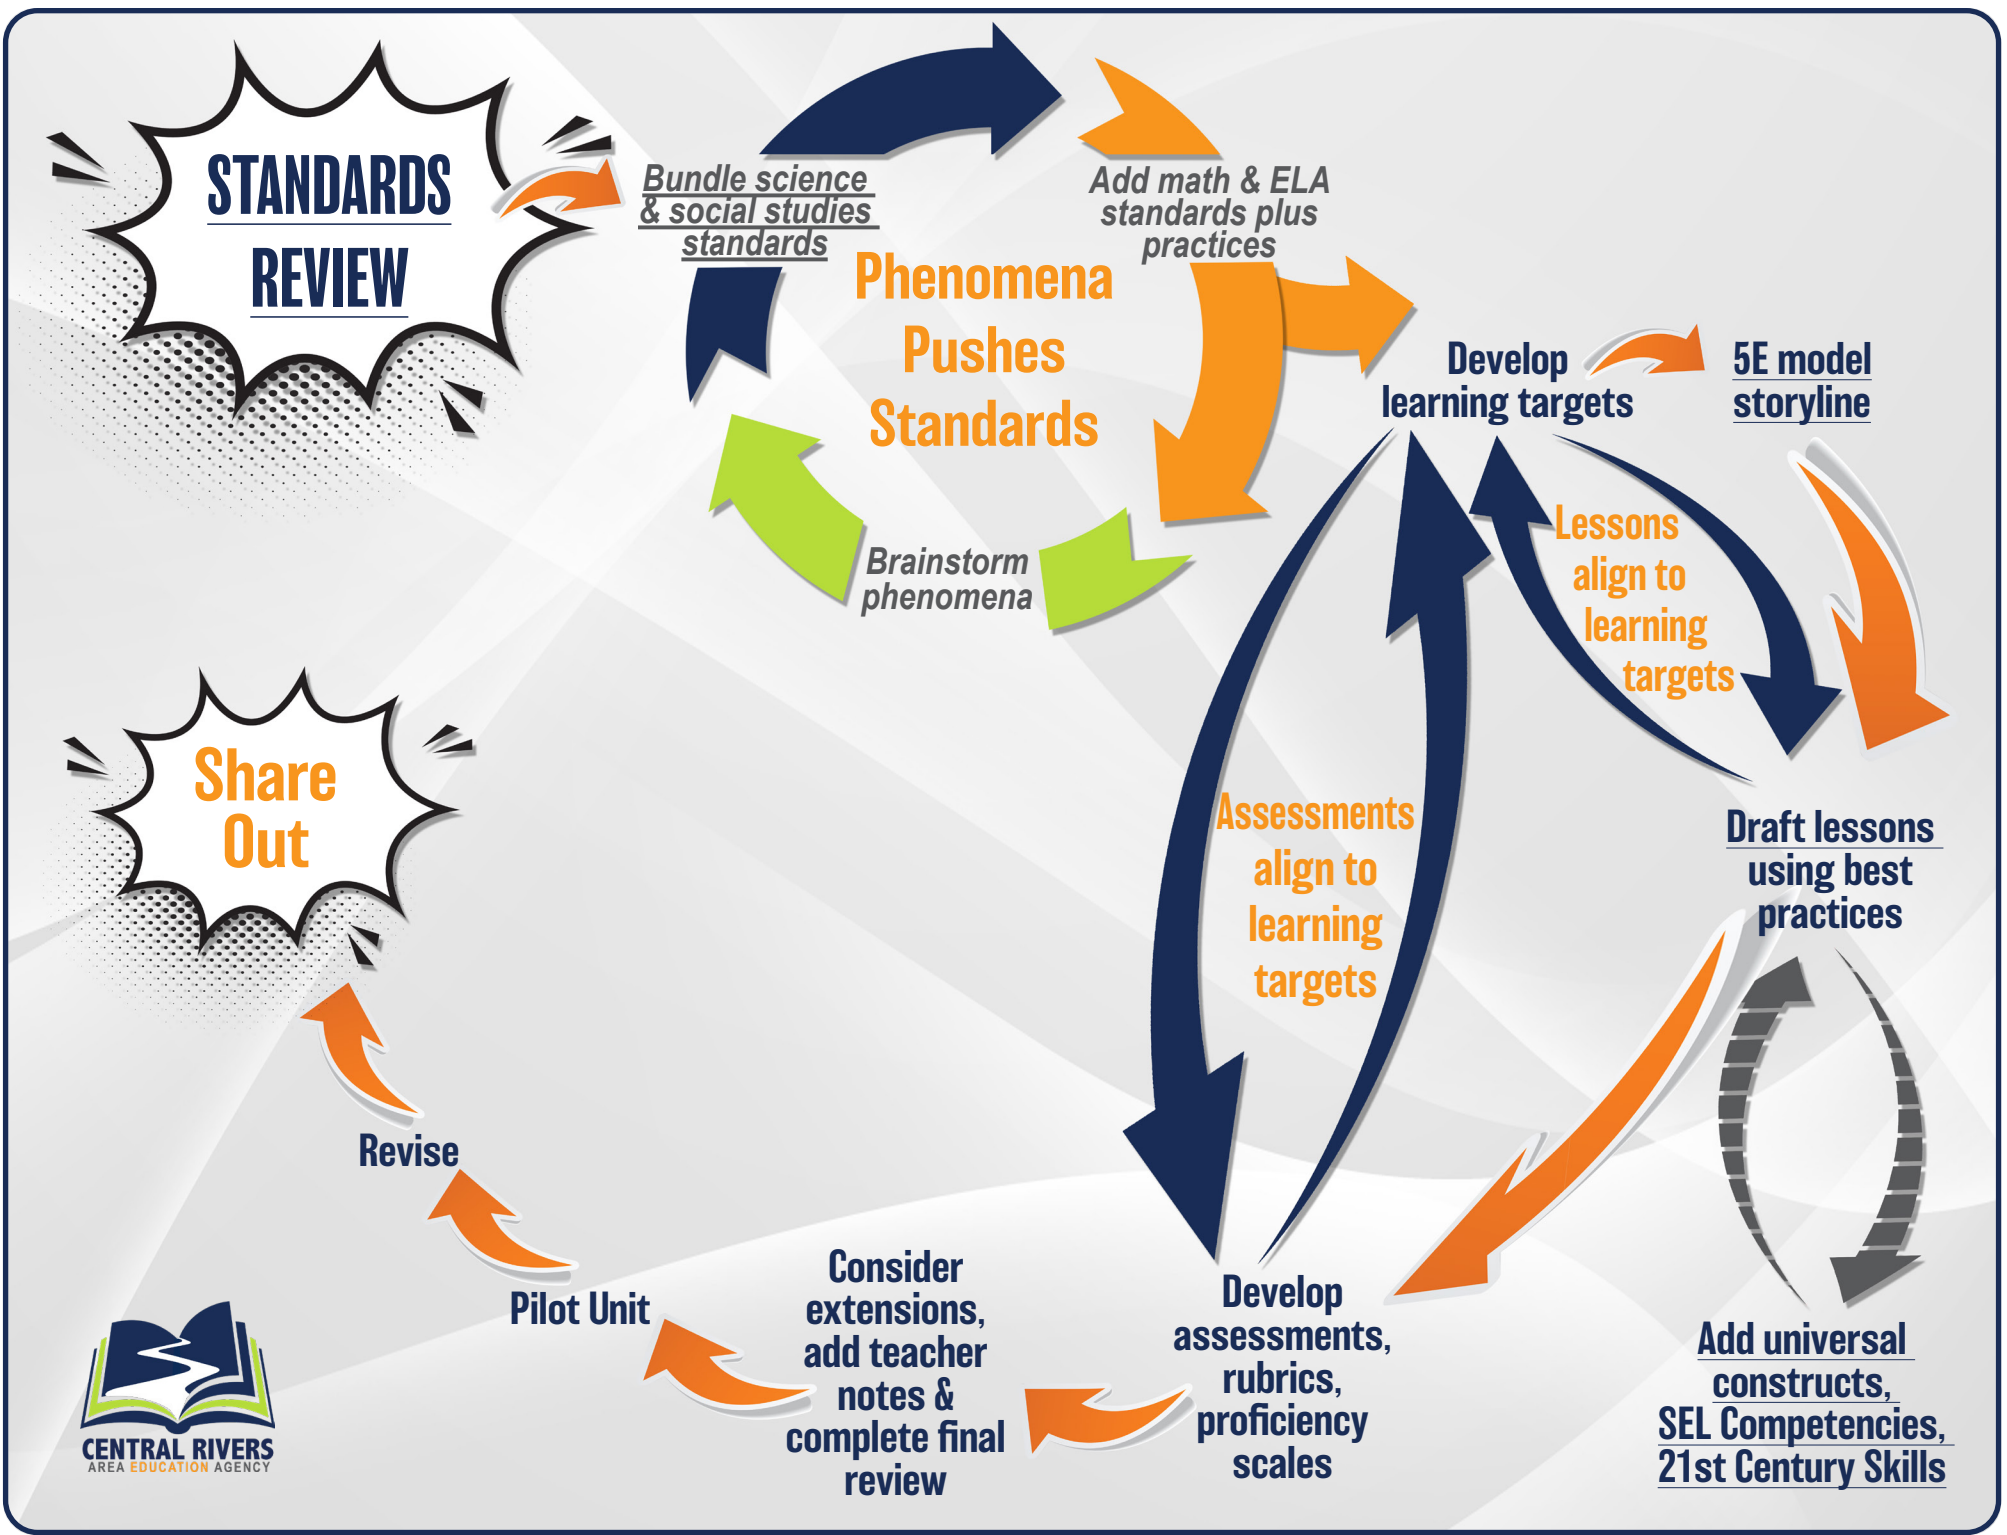 STANDARDS
REVIEW
Bundle science
& social studies
standards
Add math & ELA
standards plus
practices
Phenomena
Pushes
Standards
Brainstorm
phenomena
Develop
learning targets
5E model
storyline
Lessons
align to
learning
targets
Share
Out
Assessments
align to
learning
targets
Draft lessons
using best
practices
Revise
Pilot Unit
Consider
extensions,
add teacher
notes &
complete final
review
Develop
assessments,
rubrics,
proficiency
scales
Add universal
constructs,
SEL Competencies,
21st Century Skills
CENTRAL RIVERS
AREA EDUCATION AGENCY